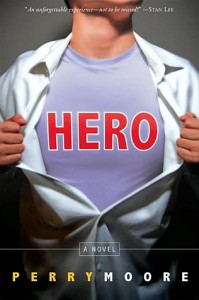 "An unforgettable experience—not to be missed!" —STAN LEE
HERO
A NOVEL
PERRY MOORE